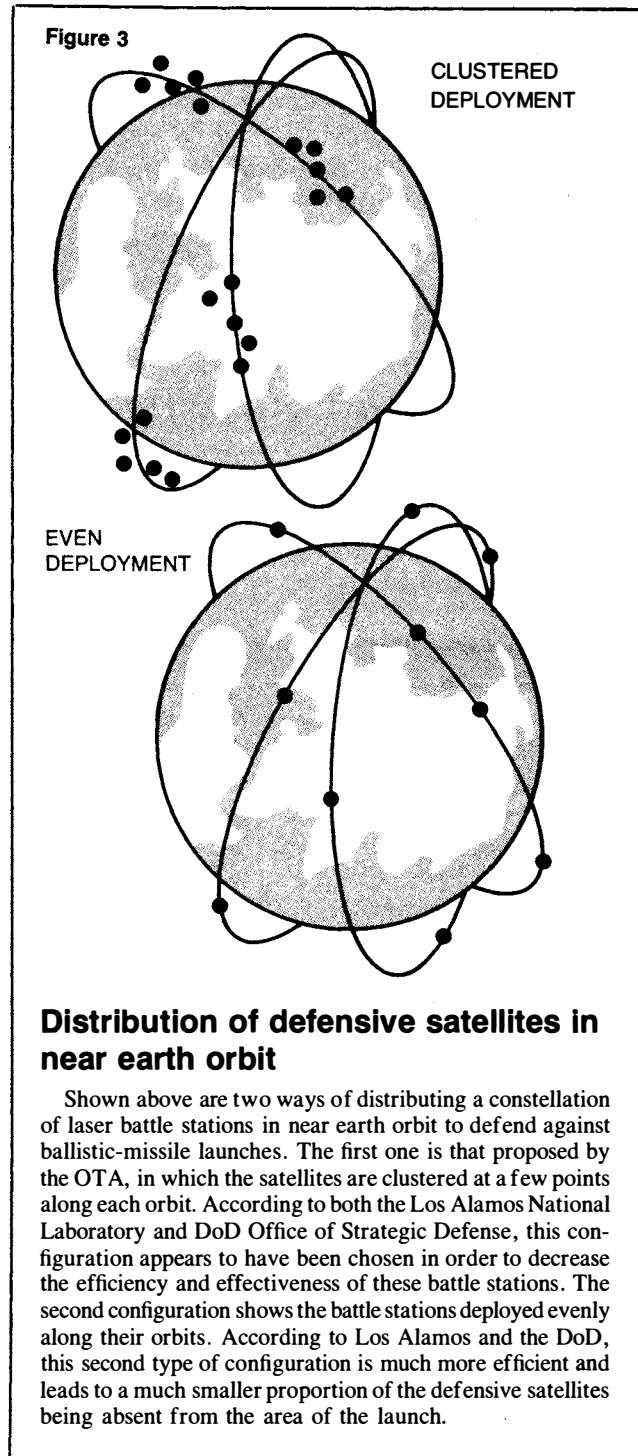 Figure 3
CLUSTERED
DEPLOYMENT
EVEN
DEPLOYMENT
Distribution of defensive satellites in
near earth orbit
Shown above are two ways of distributing a constellation
of laser battle stations in near earth orbit to defend against
ballistic-missile launches. The first one is that proposed by
the OTA, in which the satellites are clustered at a few points
along each orbit. According to both the Los Alamos National
Laboratory and DoD Office of Strategic Defense, this con-
figuration appears to have been chosen in order to decrease
the efficiency and effectiveness of these battle stations. The
second configuration shows the battle stations deployed evenly
along their orbits. According to Los Alamos and the DoD,
this second type of configuration is much more efficient and
leads to a much smaller proportion of the defensive satellites
being absent from the area of the launch.